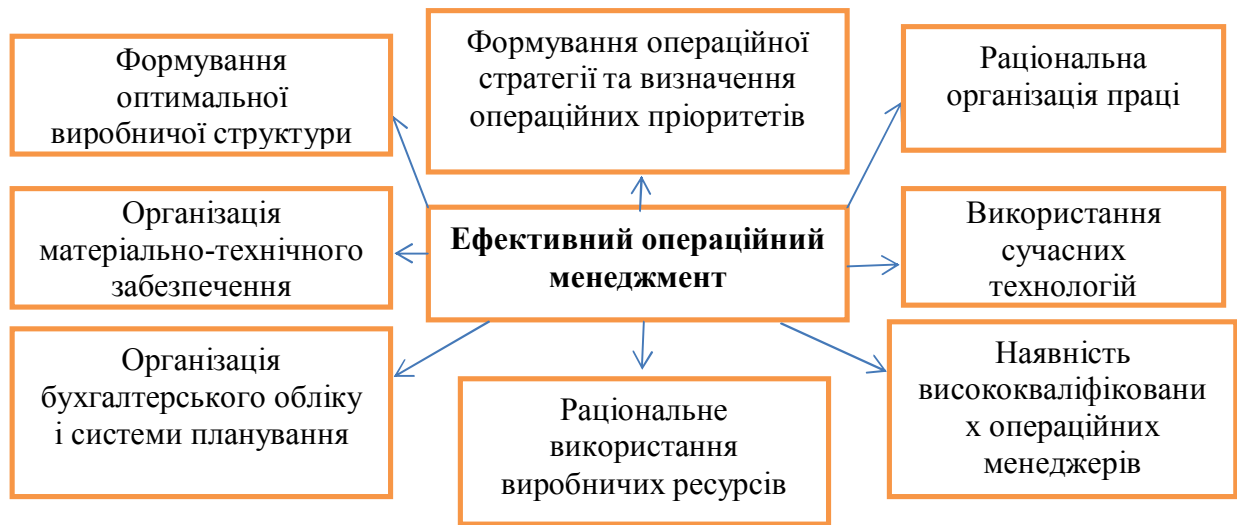 Формування
оптимальної
виробничої структури
Формування операційної
стратегії та визначення
операційних пріоритетів
Раціональна
організація праці
Організація
матеріально-технічного
забезпечення
Ефективний операційний
менеджмент
Використання
сучасних
технологій
Організація
бухгалтерського обліку
і системи планування
Раціональне
використання
виробничих ресурсів
Наявність
висококваліфіковани
х операційних
менеджерів